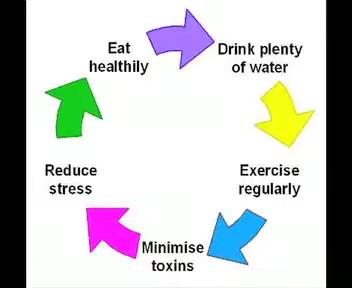 Eat
healthily
Drink plenty
of water
Exercise
regularly
Minimise
toxins
Reduce
stress